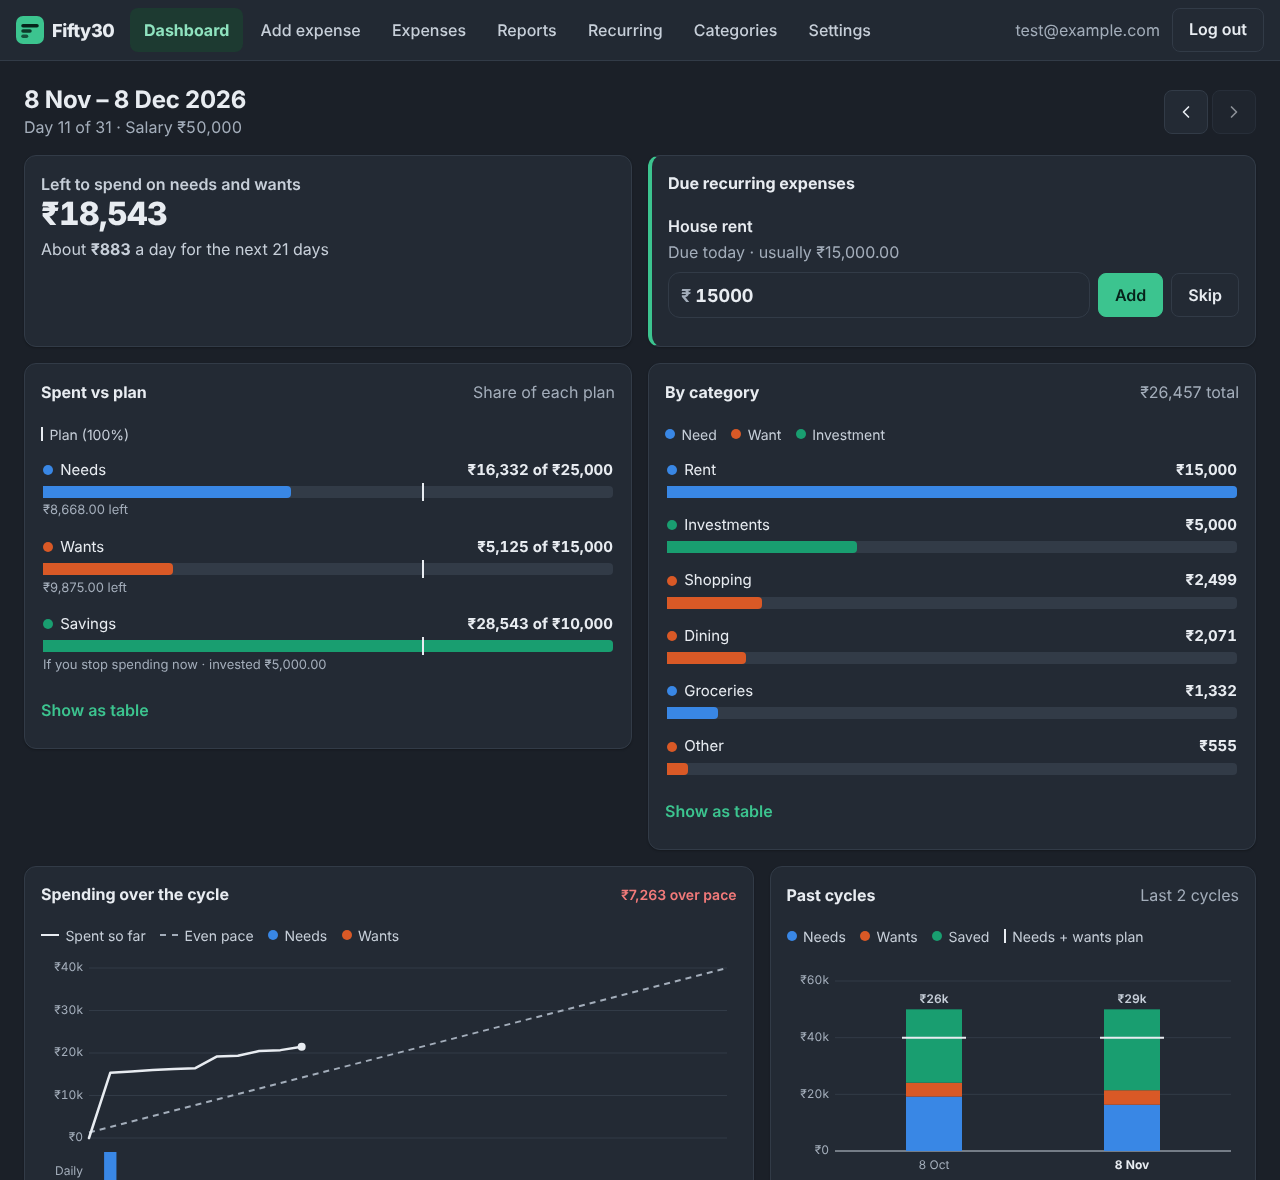 Fifty30
Dashboard
Add expense
Expenses
Reports
Recurring
Categories
Settings
test@example.com
Log out
8 Nov – 8 Dec 2026
Day 11 of 31 · Salary ₹50,000
Left to spend on needs and wants
₹18,543
About ₹883 a day for the next 21 days
Due recurring expenses
House rent
Due today · usually ₹15,000.00
₹ 15000
Add
Skip
Spent vs plan
Share of each plan
Plan (100%)
Needs
₹16,332 of ₹25,000
₹8,668.00 left
Wants
₹5,125 of ₹15,000
₹9,875.00 left
Savings
₹28,543 of ₹10,000
If you stop spending now · invested ₹5,000.00
Show as table
By category
₹26,457 total
Need
Want
Investment
Rent
₹15,000
Investments
₹5,000
Shopping
₹2,499
Dining
₹2,071
Groceries
₹1,332
Other
₹555
Show as table
Spending over the cycle
₹7,263 over pace
Spent so far
Even pace
Needs
Wants
₹40k
₹30k
₹20k
₹10k
₹0
Daily
Past cycles
Last 2 cycles
Needs
Wants
Saved
Needs + wants plan
₹60k
₹40k
₹20k
₹0
₹26k
₹29k
8 Oct
8 Nov